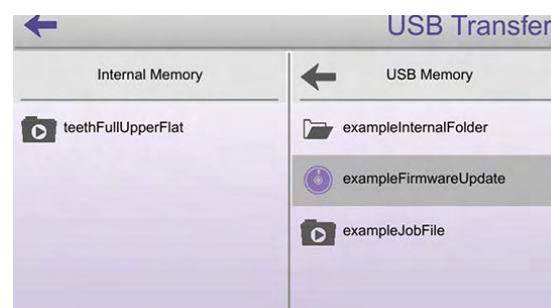 USB Transfer
Internal Memory
USB Memory
teethFullUpperFlat
exampleInternalFolder
exampleFirmwareUpdate
exampleJobFile